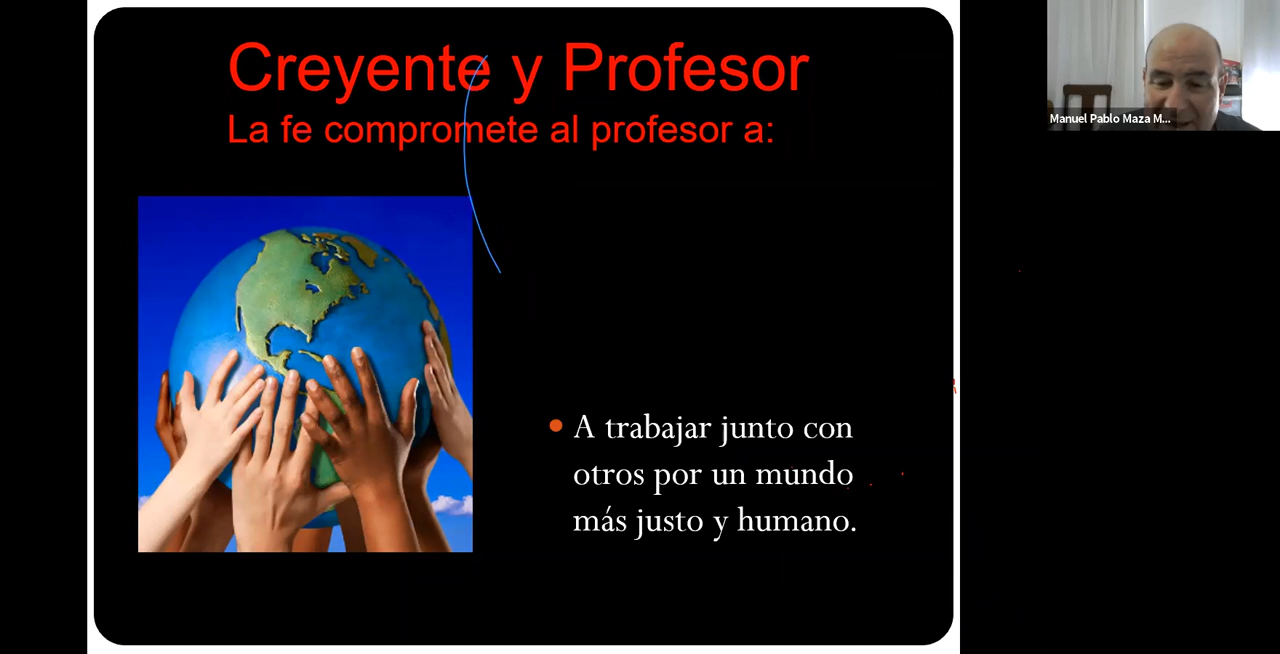 Creyente y Profesor
La fe compromete al profesor a:
Manuel Pablo Maza M...
A trabajar junto con
otros por un mundo
más justo y humano.